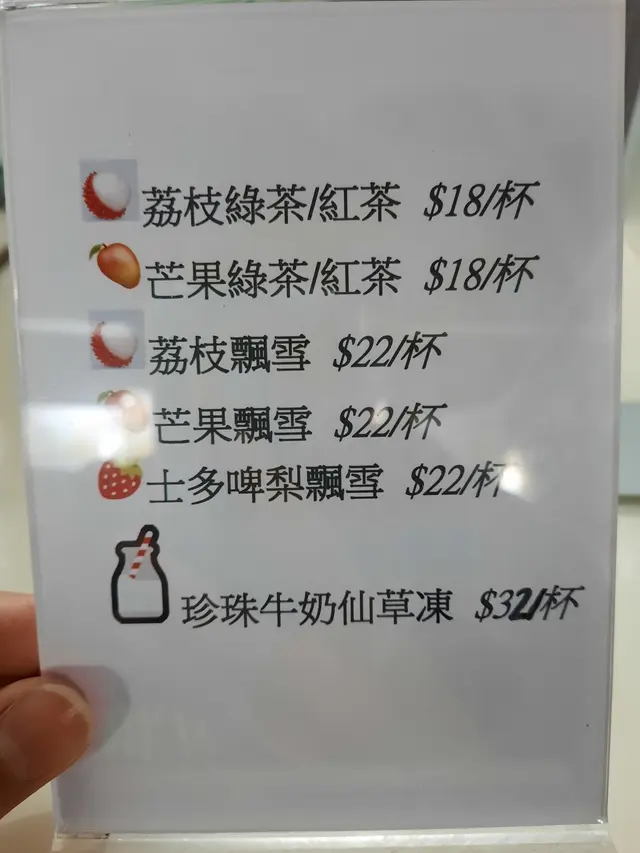 荔枝綠茶/紅茶 $18/杯
芒果綠茶/紅茶 $18/杯
荔枝飄雪 $22/杯
芒果飄雪 $22/杯
士多啤梨飄雪 $22/杯
珍珠牛奶仙草凍 $32/杯